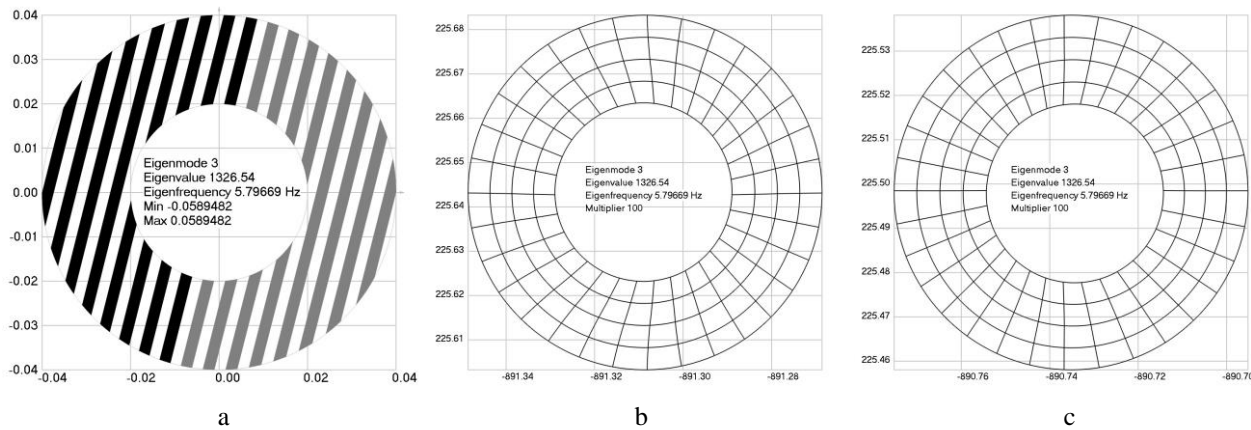 0.04
0.03
0.02
0.01
0.00
-0.01
-0.02
-0.03
-0.04
-0.04
-0.02
0.00
0.02
0.04
Eigenmode 3
Eigenvalue 1326.54
Eigenfrequency 5.79669 Hz
Min -0.0589482
Max 0.0589482
a
225.68
225.67
225.66
225.65
225.64
225.63
225.62
225.61
-891.34
-891.32
-891.30
-891.28
Eigenmode 3
Eigenvalue 1326.54
Eigenfrequency 5.79669 Hz
Multiplier 100
b
225.53
225.52
225.51
225.50
225.49
225.48
225.47
225.46
-890.76
-890.74
-890.72
-890.70
Eigenmode 3
Eigenvalue 1326.54
Eigenfrequency 5.79669 Hz
Multiplier 100
c